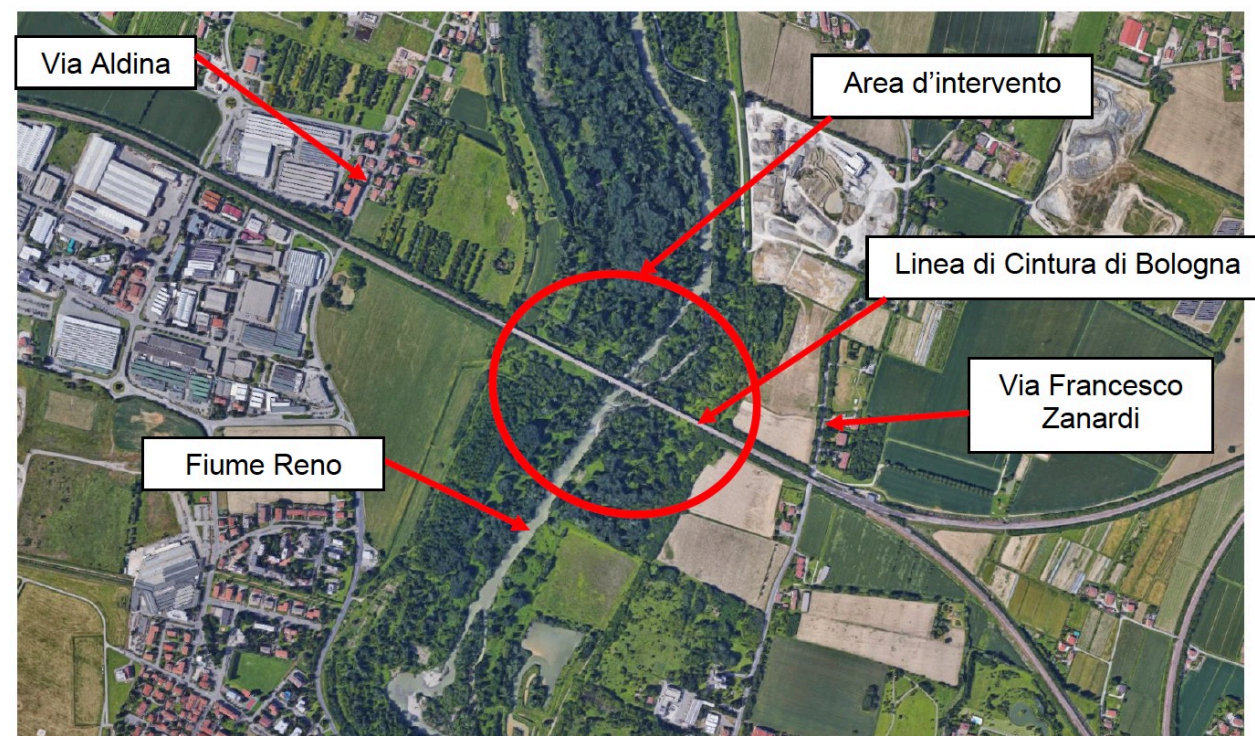 Via Aldina
Area d'intervento
Linea di Cintura di Bologna
Via Francesco
Zanardi
Fiume Reno